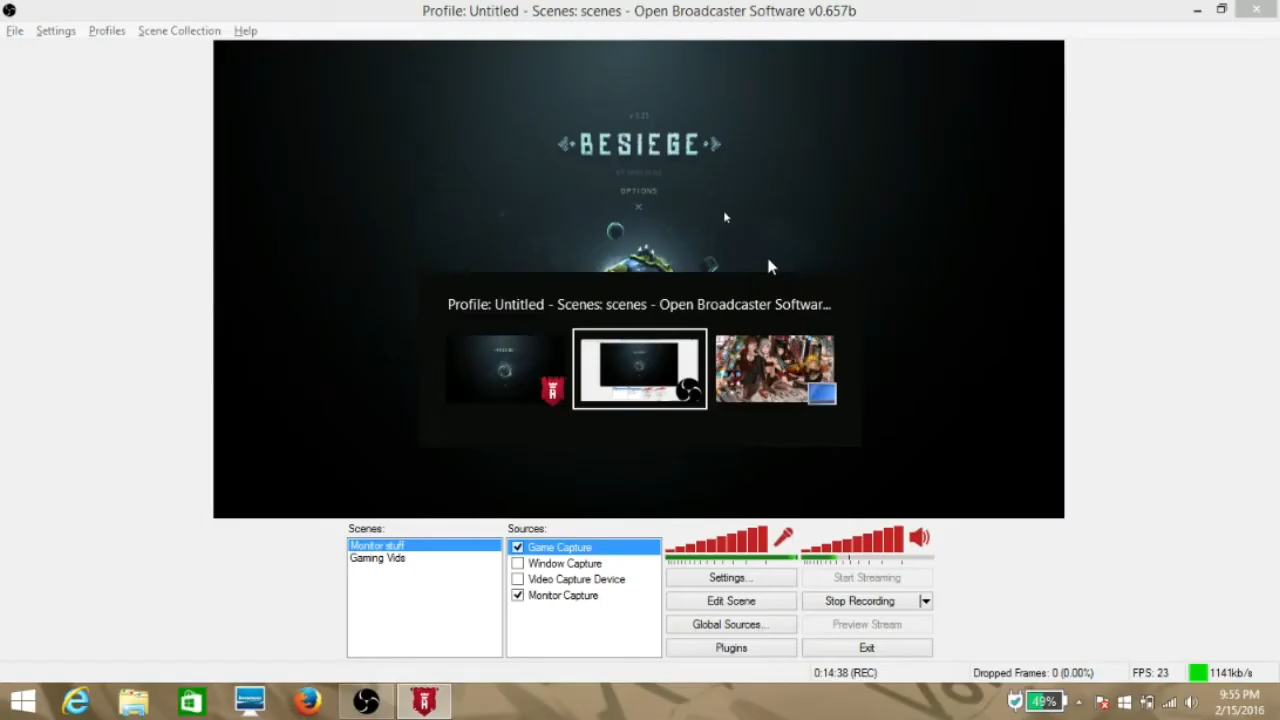 Profile: Untitled - Scenes: scenes - Open Broadcaster Software v0.657b
File Settings Profiles Scene Collection Help
BESIEGE
OPTIONS
Profile: Untitled - Scenes: scenes - Open Broadcaster Softwar...
Scenes:
Monitor stuff
Gaming Vids
Sources:
Game Capture
Window Capture
Video Capture Device
Monitor Capture
Settings...
Start Streaming
Edit Scene
Stop Recording
Global Sources...
Preview Stream
Plugins
Exit
0:14:38 (REC)
Dropped Frames: 0 (0.00%)
FPS: 23
1141kb/s
49%
9:55 PM
2/15/2016